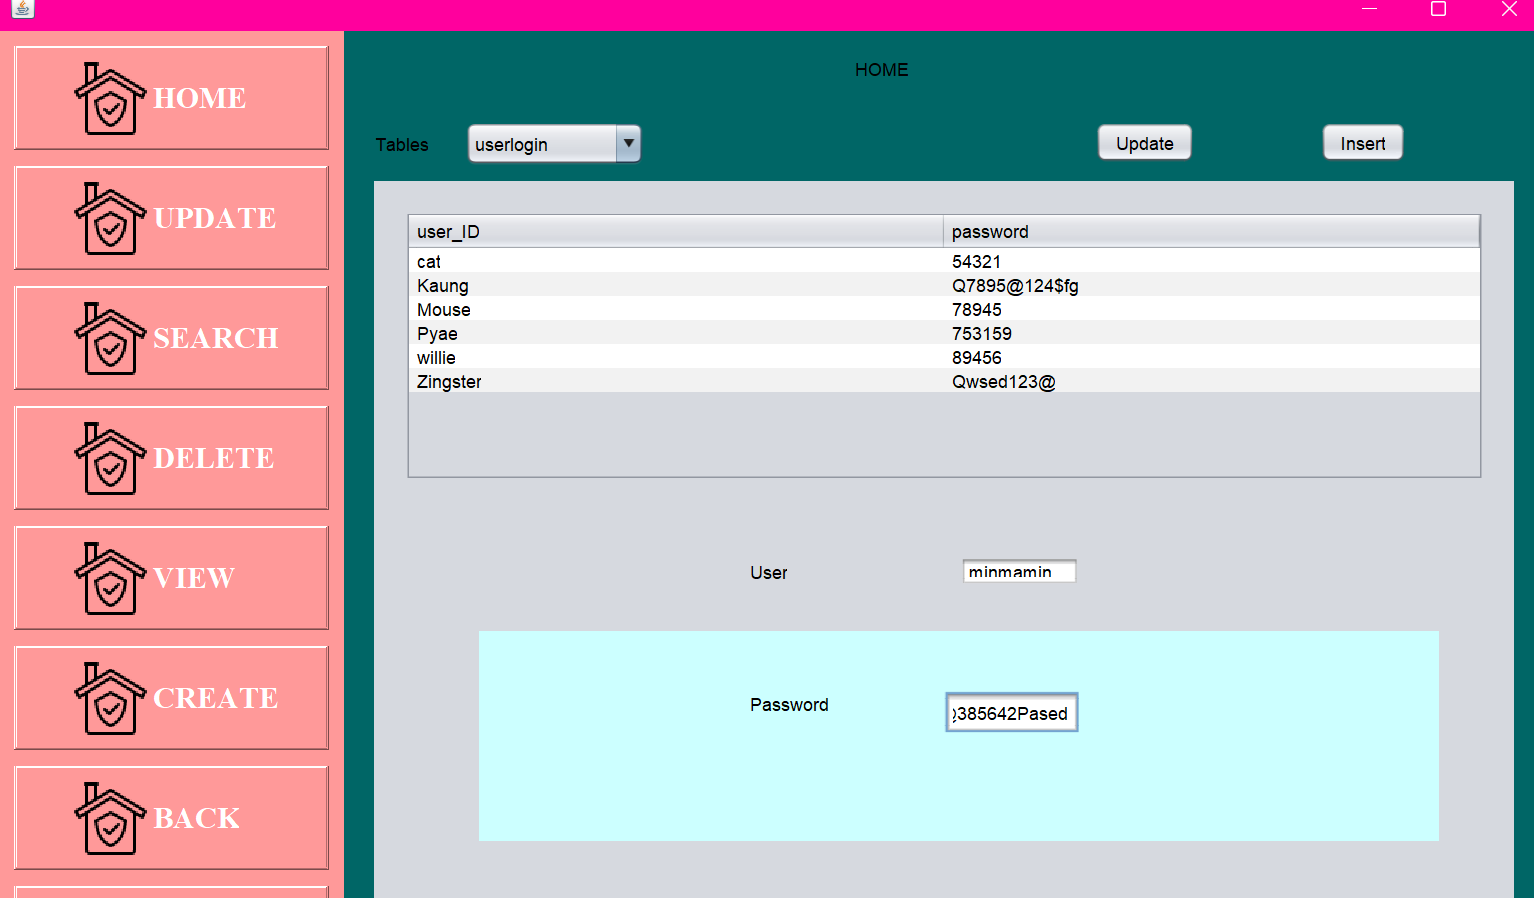 HOME
UPDATE
SEARCH
DELETE
VIEW
CREATE
BACK
HOME
Tables userlogin Update Insert
user_ID password
cat 54321
Kaung Q7895@124$fg
Mouse 78945
Pyae 753159
willie 89456
Zingster Qwsed123@
User minmamin
Password 385642Pased